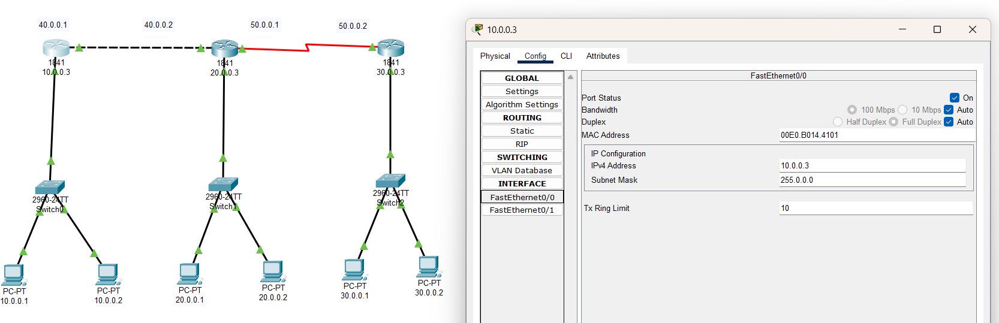 40.0.0.1
40.0.0.2
50.0.0.1
50.0.0.2
1841
10.0.0.3
1841
20.0.0.3
1841
30.0.0.3
2960-24TT
Switch0
2960-24TT
Switch1
2960-24TT
Switch2
PC-PT
10.0.0.1
PC-PT
10.0.0.2
PC-PT
20.0.0.1
PC-PT
20.0.0.2
PC-PT
30.0.0.1
PC-PT
30.0.0.2
10.0.0.3
Physical Config CLI Attributes
GLOBAL
Settings
Algorithm Settings
ROUTING
Static
RIP
SWITCHING
VLAN Database
INTERFACE
FastEthernet0/0
FastEthernet0/1
FastEthernet0/0
Port Status On
Bandwidth 100 Mbps 10 Mbps Auto
Duplex Half Duplex Full Duplex Auto
MAC Address 00E0.B014.4101
IP Configuration
IPv4 Address 10.0.0.3
Subnet Mask 255.0.0.0
Tx Ring Limit 10